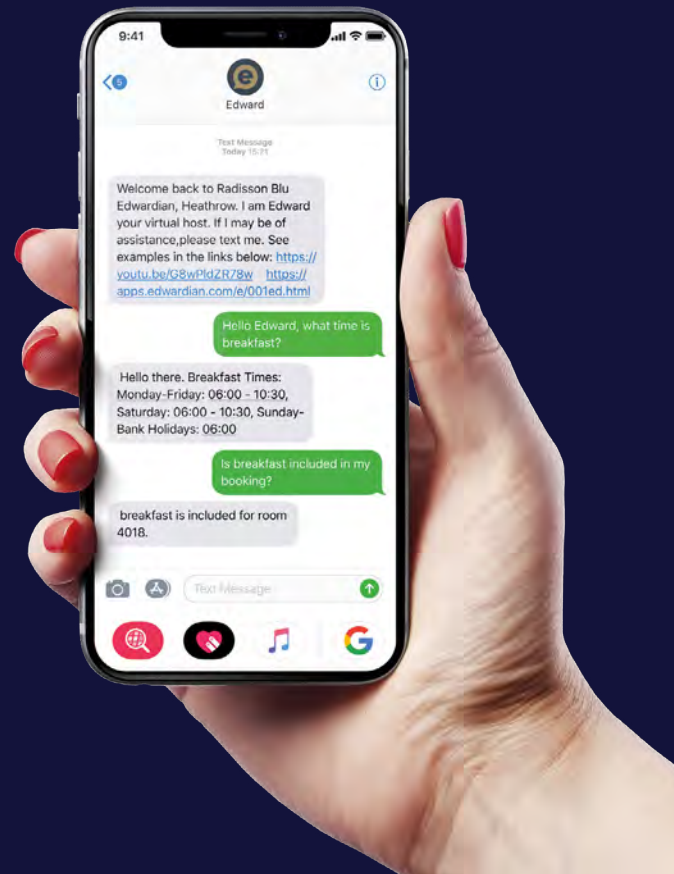 9:41
5
e
Edward
Text Message
Today 15:21
Welcome back to Radisson Blu
Edwardian, Heathrow. I am Edward
your virtual host. If I may be of
assistance,please text me. See
examples in the links below: https://
youtu.be/G8wPldZR78w https://
apps.edwardian.com/e/001ed.html
Hello Edward, what time is
breakfast?
Hello there. Breakfast Times:
Monday-Friday: 06:00 - 10:30,
Saturday: 06:00 - 10:30, Sunday-
Bank Holidays: 06:00
Is breakfast included in my
booking?
breakfast is included for room
4018.
Text Message
G